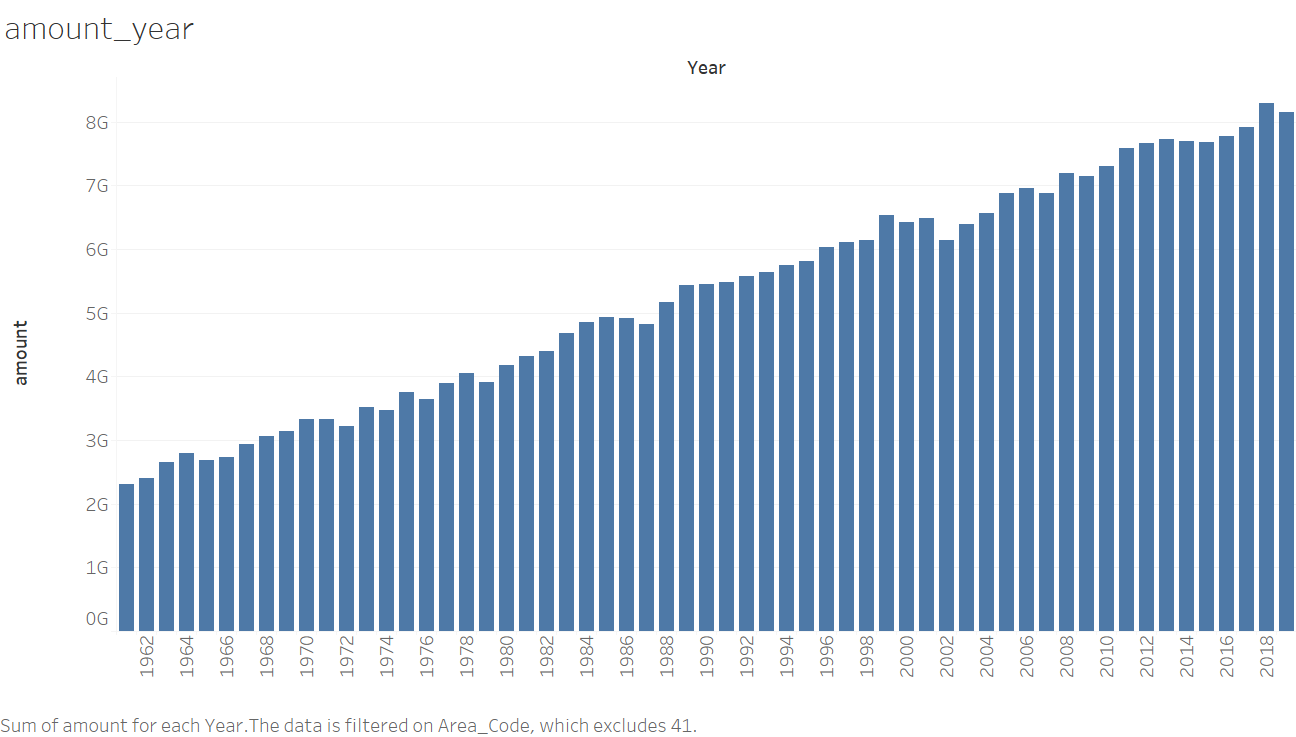 amount_year
Year
8G
7G
6G
5G
4G
3G
2G
1G
0G
amount
1962 1964 1966 1968 1970 1972 1974 1976 1978 1980 1982 1984 1986 1988 1990 1992 1994 1996 1998 2000 2002 2004 2006 2008 2010 2012 2014 2016 2018
Sum of amount for each Year.The data is filtered on Area_Code, which excludes 41.